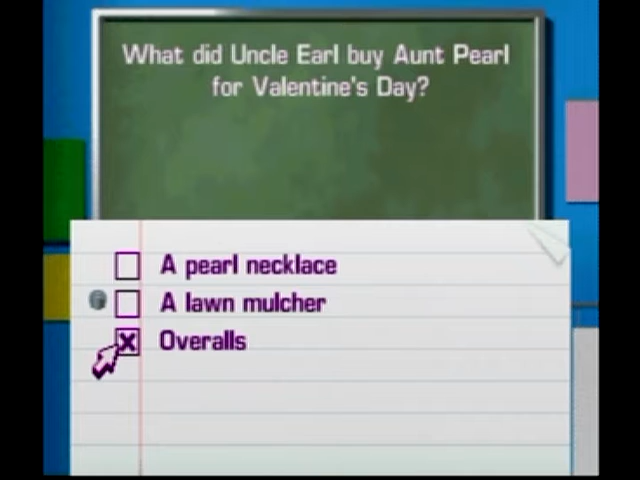 What did Uncle Earl buy Aunt Pearl
for Valentine's Day?
A pearl necklace
A lawn mulcher
Overalls